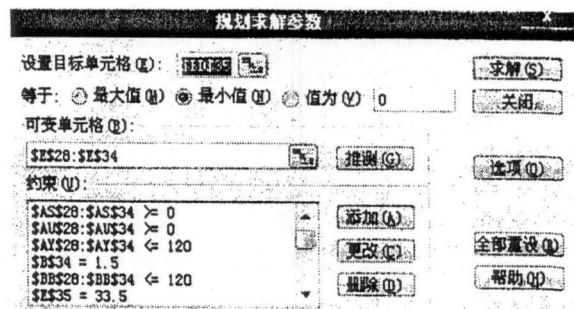 规划求解参数 x
设置目标单元格(E): 求解(S)
等于: 最大值(M) 最小值(N) 值为(V) 0 关闭
可变单元格(B):
$E$28:$E$34 推测(G) 选项(O)
约束(U):
$AS$28:$AS$34 >= 0 添加(A)
$AU$28:$AU$34 >= 0
$AY$28:$AY$34 <= 120 更改(C) 全部重设(R)
$B$34 = 1.5
$BB$28:$BB$34 <= 120 删除(D) 帮助(H)
$E$35 = 33.5